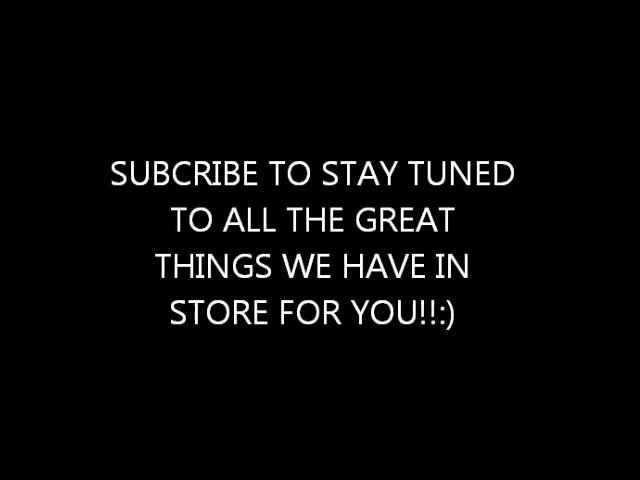 SUBCRIBE TO STAY TUNED
TO ALL THE GREAT
THINGS WE HAVE IN
STORE FOR YOU!!:)